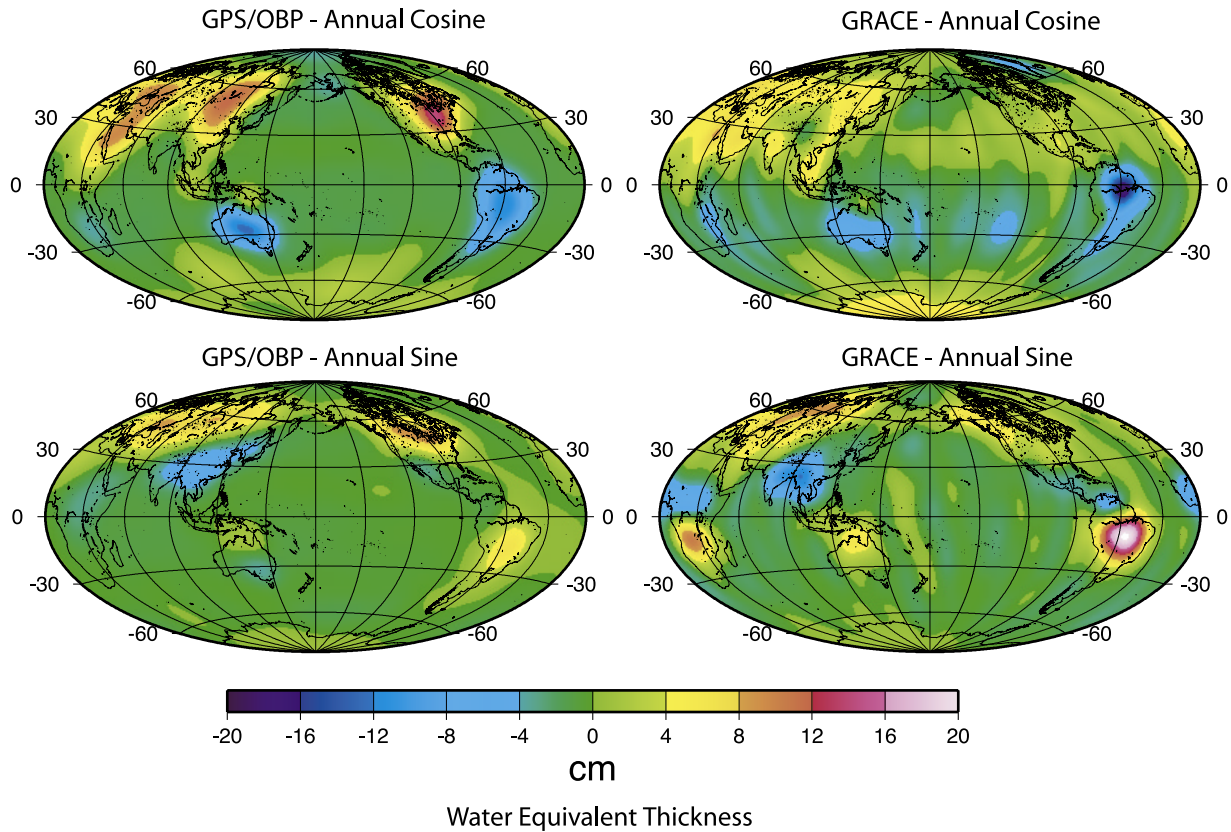 GPS/OBP - Annual Cosine
GRACE - Annual Cosine
60 60 60 60
30 30 30 30
0 0 0 0
-30 -30 -30 -30
-60 -60 -60 -60
GPS/OBP - Annual Sine
GRACE - Annual Sine
60 60 60 60
30 30 30 30
0 0 0 0
-30 -30 -30 -30
-60 -60 -60 -60
-20 -16 -12 -8 -4 0 4 8 12 16 20
cm
Water Equivalent Thickness